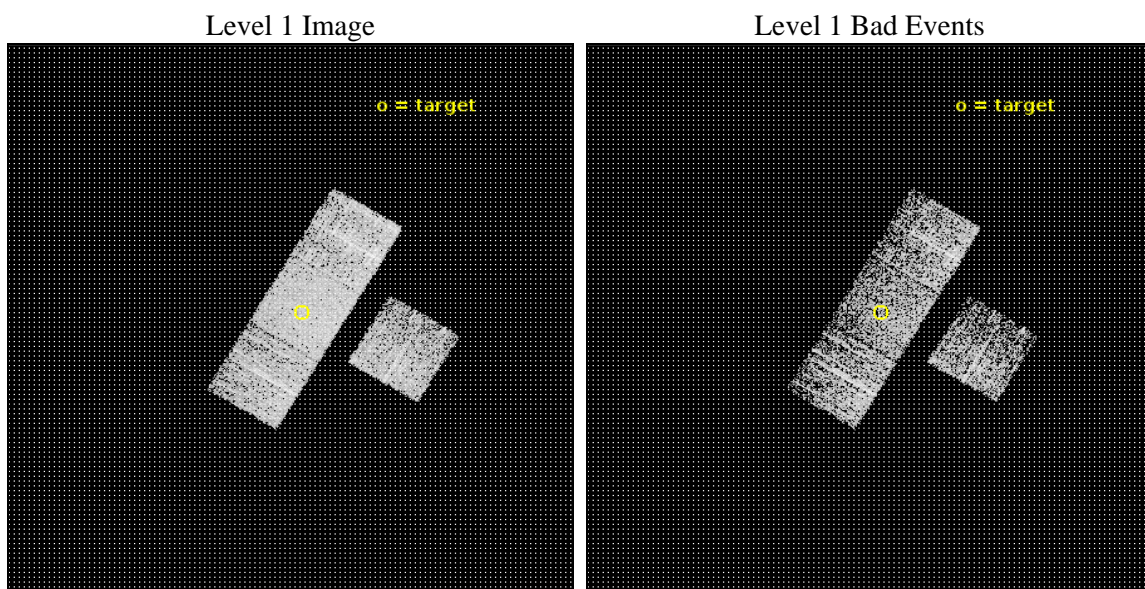 Level 1 Image
Level 1 Bad Events
o = target
o = target